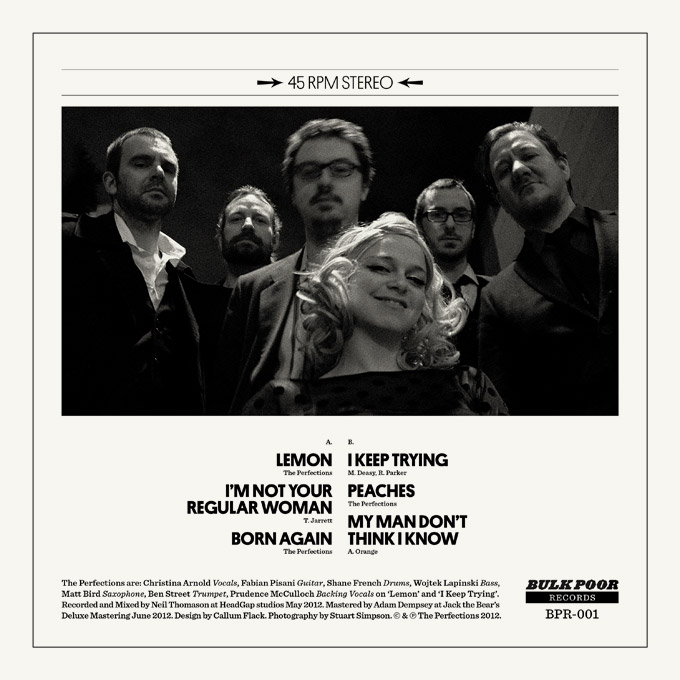 45 RPM STEREO
A.
LEMON
The Perfections
I'M NOT YOUR
REGULAR WOMAN
T. Jarrett
BORN AGAIN
The Perfections
B.
I KEEP TRYING
M. Deasy, R. Parker
PEACHES
The Perfections
MY MAN DON'T
THINK I KNOW
A. Orange
The Perfections are: Christina Arnold Vocals, Fabian Pisani Guitar, Shane French Drums, Wojtek Lapinski Bass,
Matt Bird Saxophone, Ben Street Trumpet, Prudence McCulloch Backing Vocals on 'Lemon' and 'I Keep Trying'.
Recorded and Mixed by Neil Thomason at HeadGap studios May 2012. Mastered by Adam Dempsey at Jack the Bear's
Deluxe Mastering June 2012. Design by Callum Flack. Photography by Stuart Simpson. © & ℗ The Perfections 2012.
BULK POOR
RECORDS
BPR-001